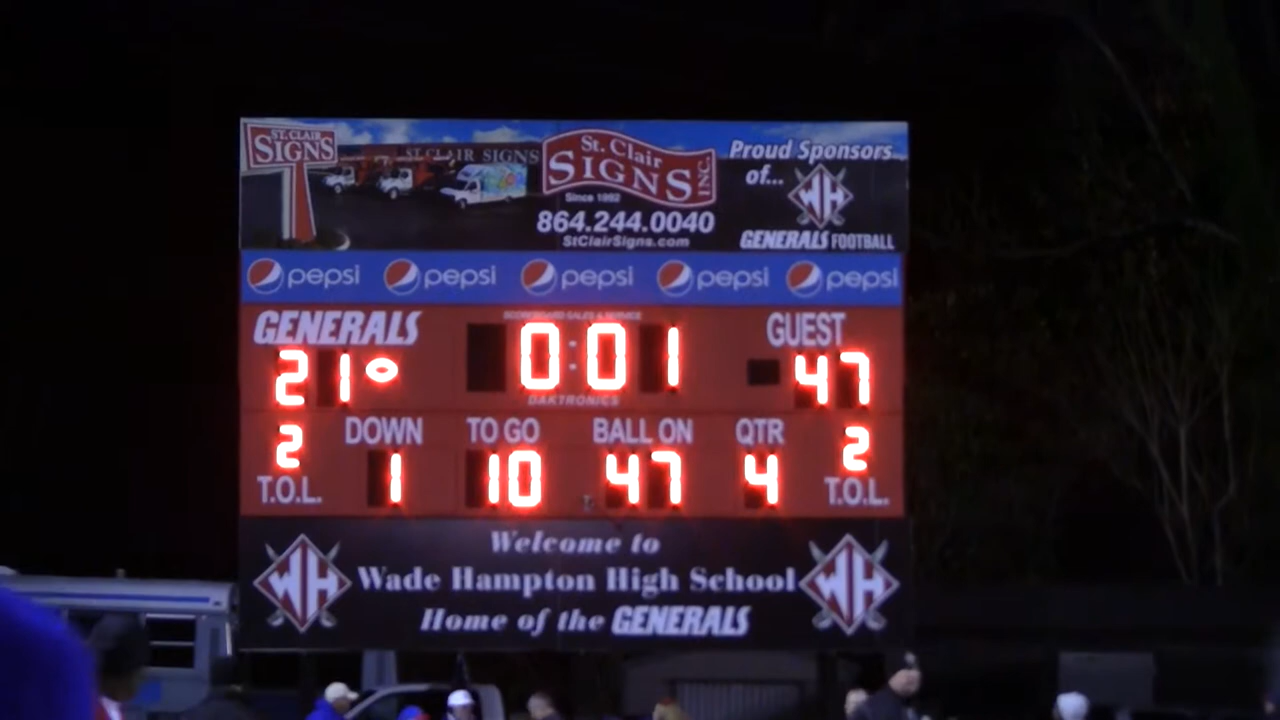 ST. CLAIR
SIGNS
ST. CLAIR SIGNS
St. Clair
SIGNS INC.
Since 1992
864.244.0040
StClairSigns.com
Proud Sponsors
of...
WH
GENERALS FOOTBALL
pepsi pepsi pepsi pepsi pepsi
SCOREBOARD SALES & SERVICE
GENERALS 0:01 GUEST
21 47
DAKTRONICS
DOWN TO GO BALL ON QTR
2 1 10 47 4 2
T.O.L. T.O.L.
Welcome to
WH Wade Hampton High School WH
Home of the GENERALS